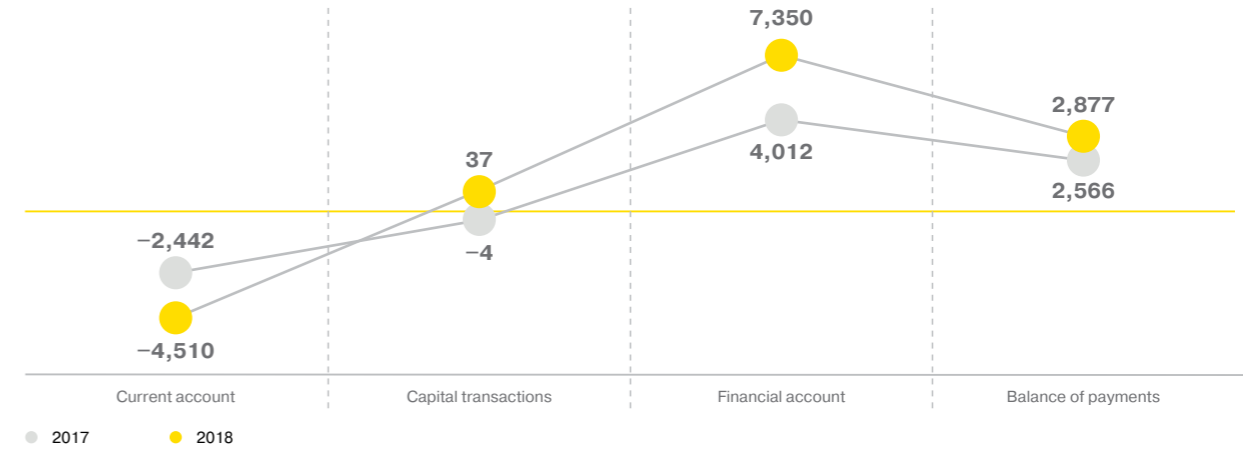 7,350
2,877
37
4,012
2,566
−2,442
−4
−4,510
Current account
Capital transactions
Financial account
Balance of payments
2017
2018